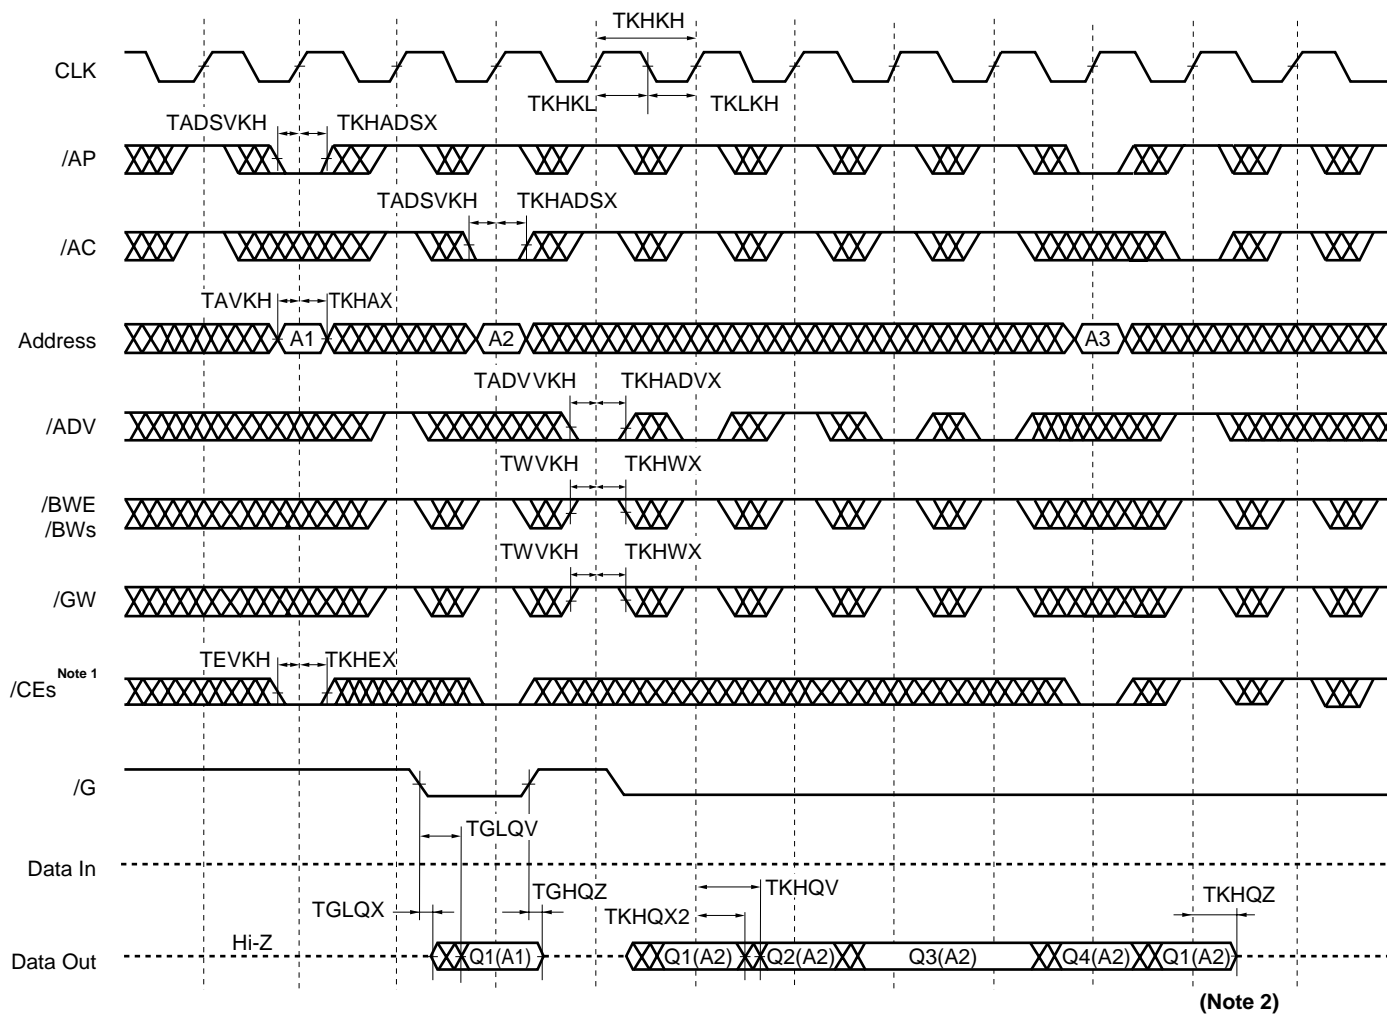 TKHKH
CLK
TKHKL TKLKH
TADSVKH TKHADSX
/AP
TADSVKH TKHADSX
/AC
TAVKH TKHAX
Address A1 A2 A3
TADVVKH TKHADVX
/ADV
TWVKH TKHWX
/BWE
/BWs
TWVKH TKHWX
/GW
TEVKH TKHEX
/CEs Note 1
/G
TGLQV
Data In
TGLQX TGHQZ TKHQX2 TKHQV TKHQZ
Hi-Z
Data Out Q1(A1) Q1(A2) Q2(A2) Q3(A2) Q4(A2) Q1(A2)
(Note 2)